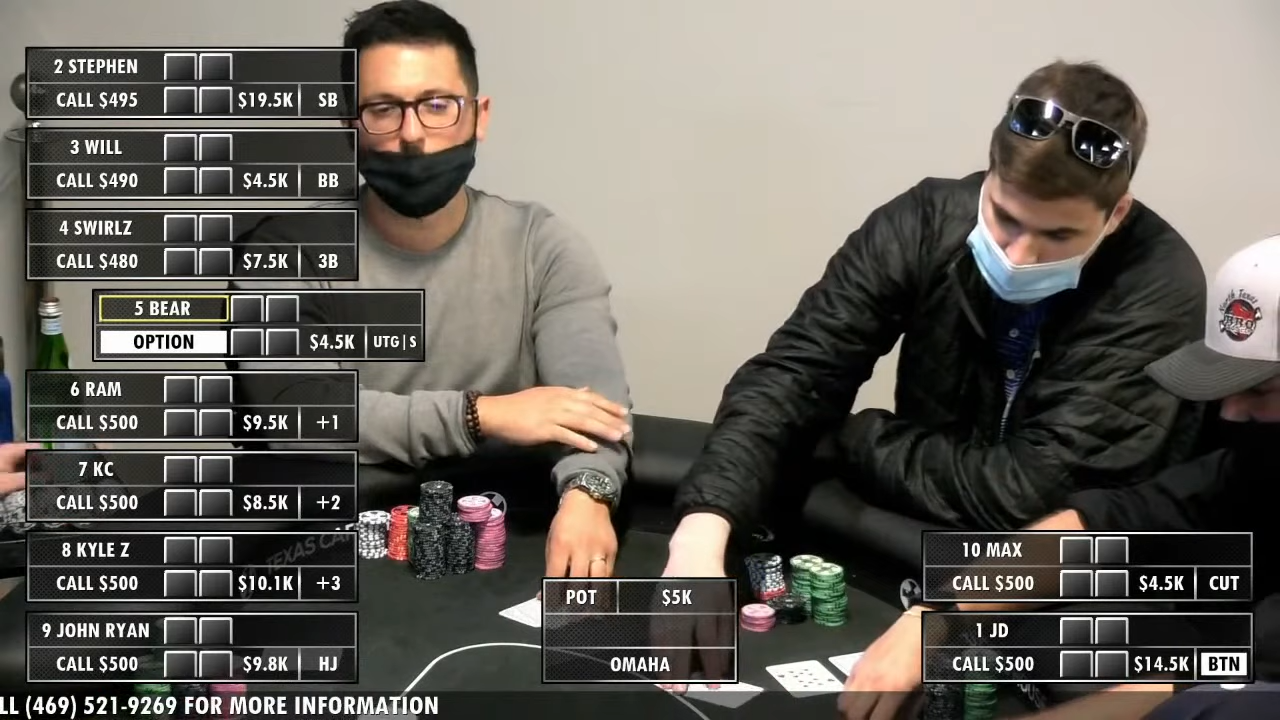 2 STEPHEN
CALL $495 $19.5K SB
3 WILL
CALL $490 $4.5K BB
4 SWIRLZ
CALL $480 $7.5K 3B
5 BEAR
OPTION $4.5K UTG|S
6 RAM
CALL $500 $9.5K +1
7 KC
CALL $500 $8.5K +2
8 KYLE Z
CALL $500 $10.1K +3
9 JOHN RYAN
CALL $500 $9.8K HJ
POT $5K
OMAHA
10 MAX
CALL $500 $4.5K CUT
1 JD
CALL $500 $14.5K BTN
North Texas
TEXAS CA
LL (469) 521-9269 FOR MORE INFORMATION